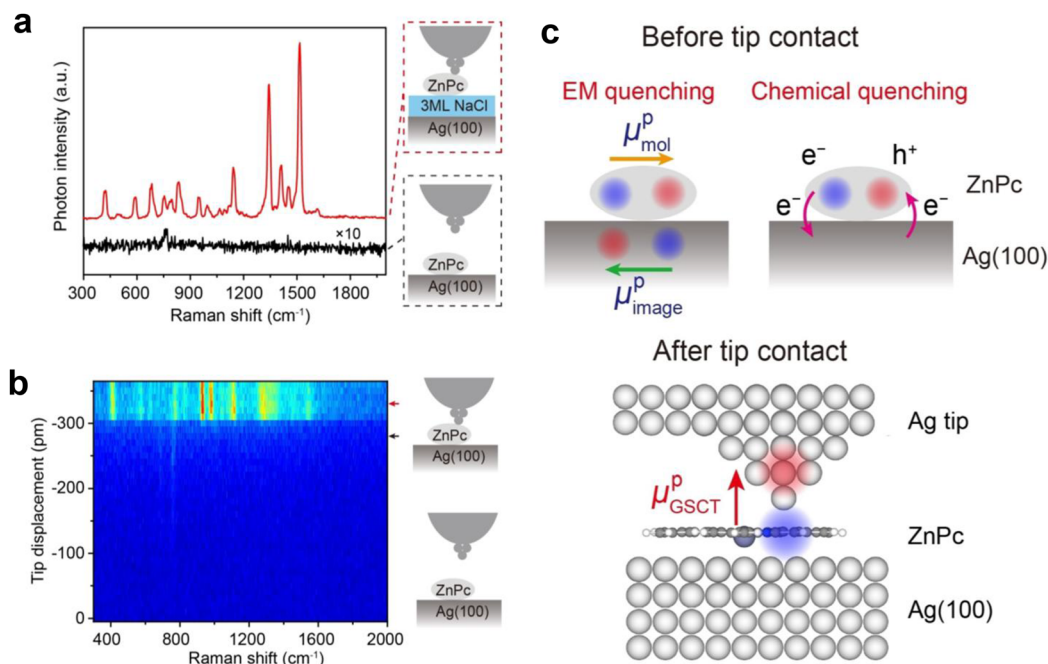 a
Photon intensity (a.u.)
×10
300 600 900 1200 1500 1800
Raman shift (cm⁻¹)
ZnPc
3ML NaCl
Ag(100)
ZnPc
Ag(100)
b
Tip displacement (pm)
-300
-200
-100
0
400 800 1200 1600 2000
Raman shift (cm⁻¹)
ZnPc
Ag(100)
ZnPc
Ag(100)
c
Before tip contact
EM quenching
Chemical quenching
μᵖmol
e⁻ h⁺
ZnPc
e⁻ e⁻
Ag(100)
μᵖimage
After tip contact
Ag tip
μᵖGSCT
ZnPc
Ag(100)